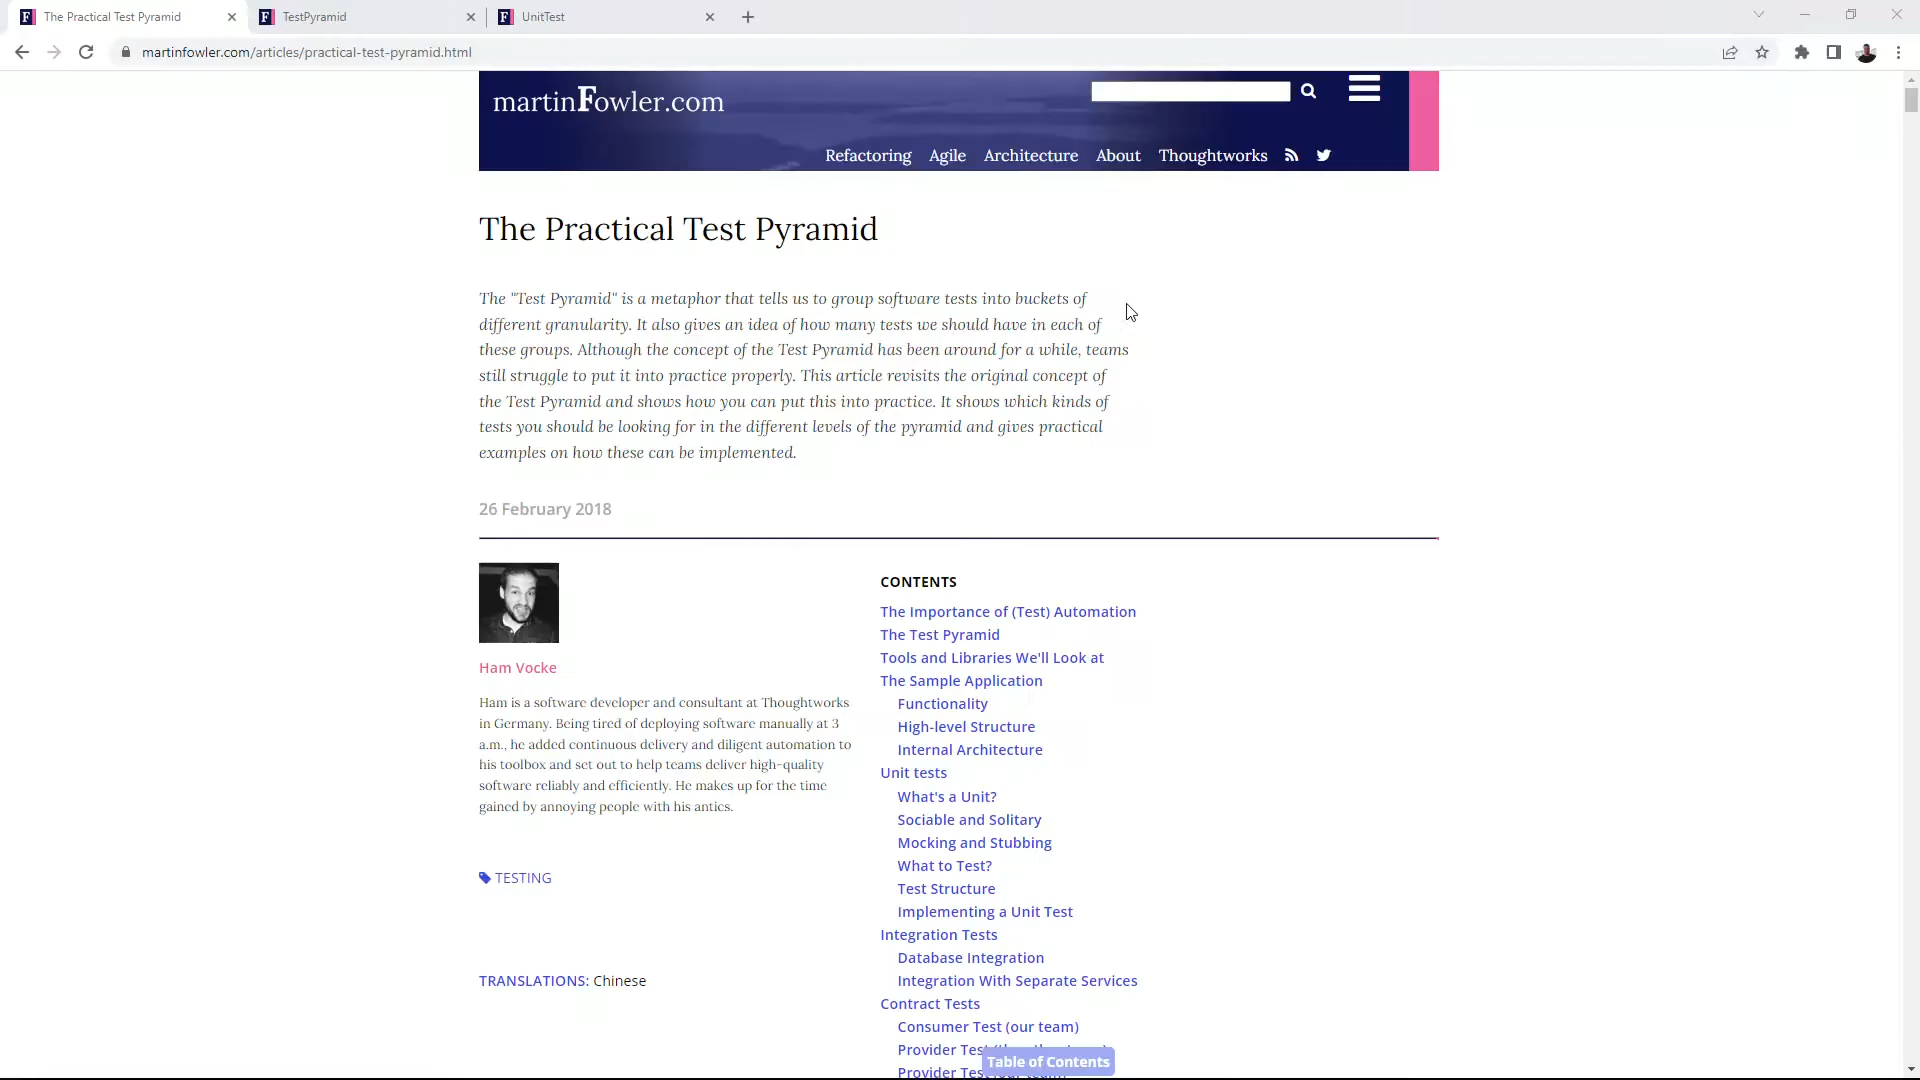 The Practical Test Pyramid
TestPyramid
UnitTest
martinfowler.com/articles/practical-test-pyramid.html
martinFowler.com
Refactoring Agile Architecture About Thoughtworks
The Practical Test Pyramid
The "Test Pyramid" is a metaphor that tells us to group software tests into buckets of
different granularity. It also gives an idea of how many tests we should have in each of
these groups. Although the concept of the Test Pyramid has been around for a while, teams
still struggle to put it into practice properly. This article revisits the original concept of
the Test Pyramid and shows how you can put this into practice. It shows which kinds of
tests you should be looking for in the different levels of the pyramid and gives practical
examples on how these can be implemented.
26 February 2018
Ham Vocke
Ham is a software developer and consultant at Thoughtworks
in Germany. Being tired of deploying software manually at 3
a.m., he added continuous delivery and diligent automation to
his toolbox and set out to help teams deliver high-quality
software reliably and efficiently. He makes up for the time
gained by annoying people with his antics.
TESTING
TRANSLATIONS: Chinese
CONTENTS
The Importance of (Test) Automation
The Test Pyramid
Tools and Libraries We'll Look at
The Sample Application
Functionality
High-level Structure
Internal Architecture
Unit tests
What's a Unit?
Sociable and Solitary
Mocking and Stubbing
What to Test?
Test Structure
Implementing a Unit Test
Integration Tests
Database Integration
Integration With Separate Services
Contract Tests
Consumer Test (our team)
Provider
Provider
Table of Contents